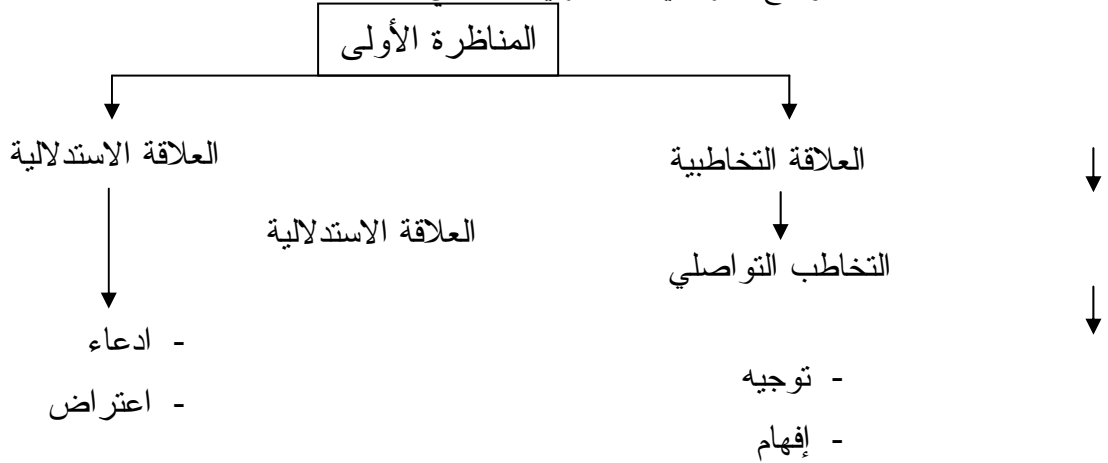 المناظرة الأولى
العلاقة التخاطبية
العلاقة الاستدلالية
العلاقة الاستدلالية
التخاطب التواصلي
- ادعاء
- اعتراض
- توجيه
- إفهام